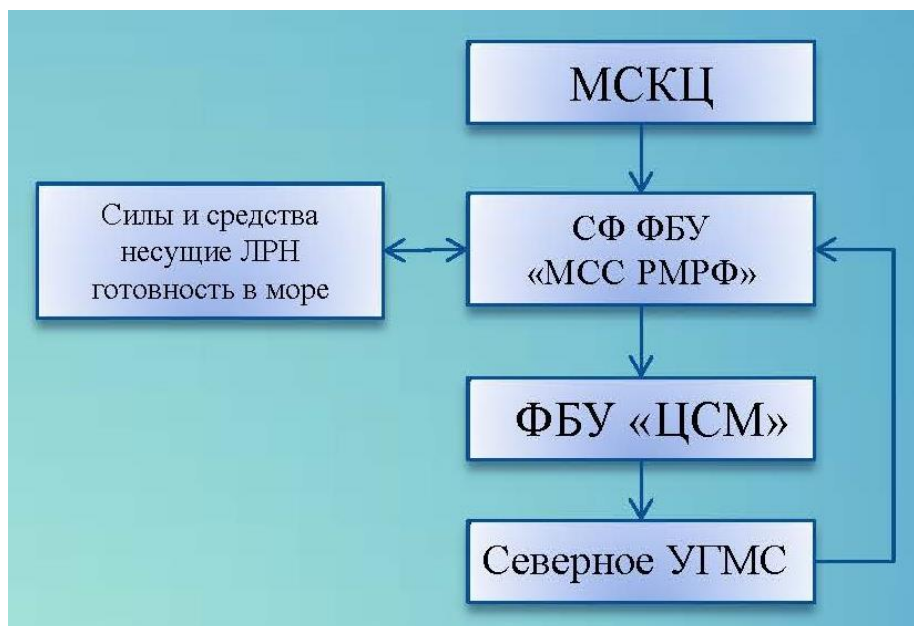 МСКЦ
Силы и средства
несущие ЛРН
готовность в море
СФ ФБУ
«МСС РМРФ»
ФБУ «ЦСМ»
Северное УГМС